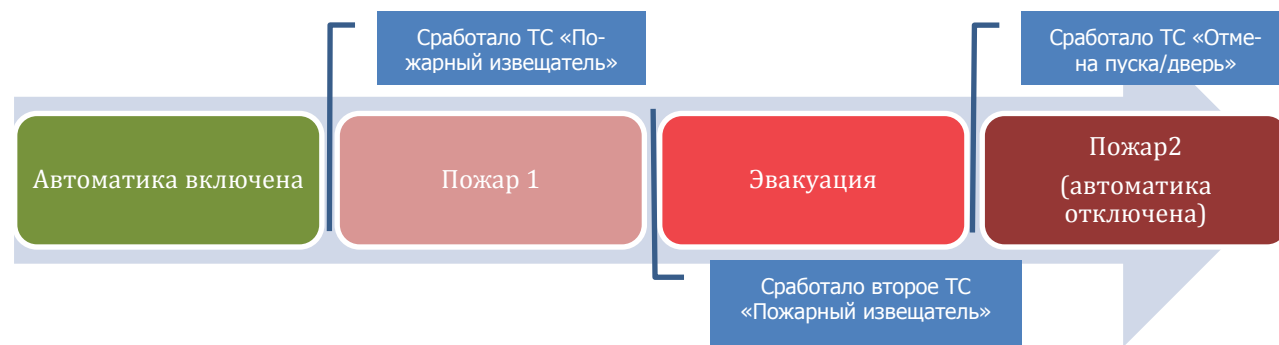 Сработало ТС «По-
жарный извещатель»
Сработало ТС «Отме-
на пуска/дверь»
Автоматика включена
Пожар 1
Эвакуация
Пожар2
(автоматика
отключена)
Сработало второе ТС
«Пожарный извещатель»